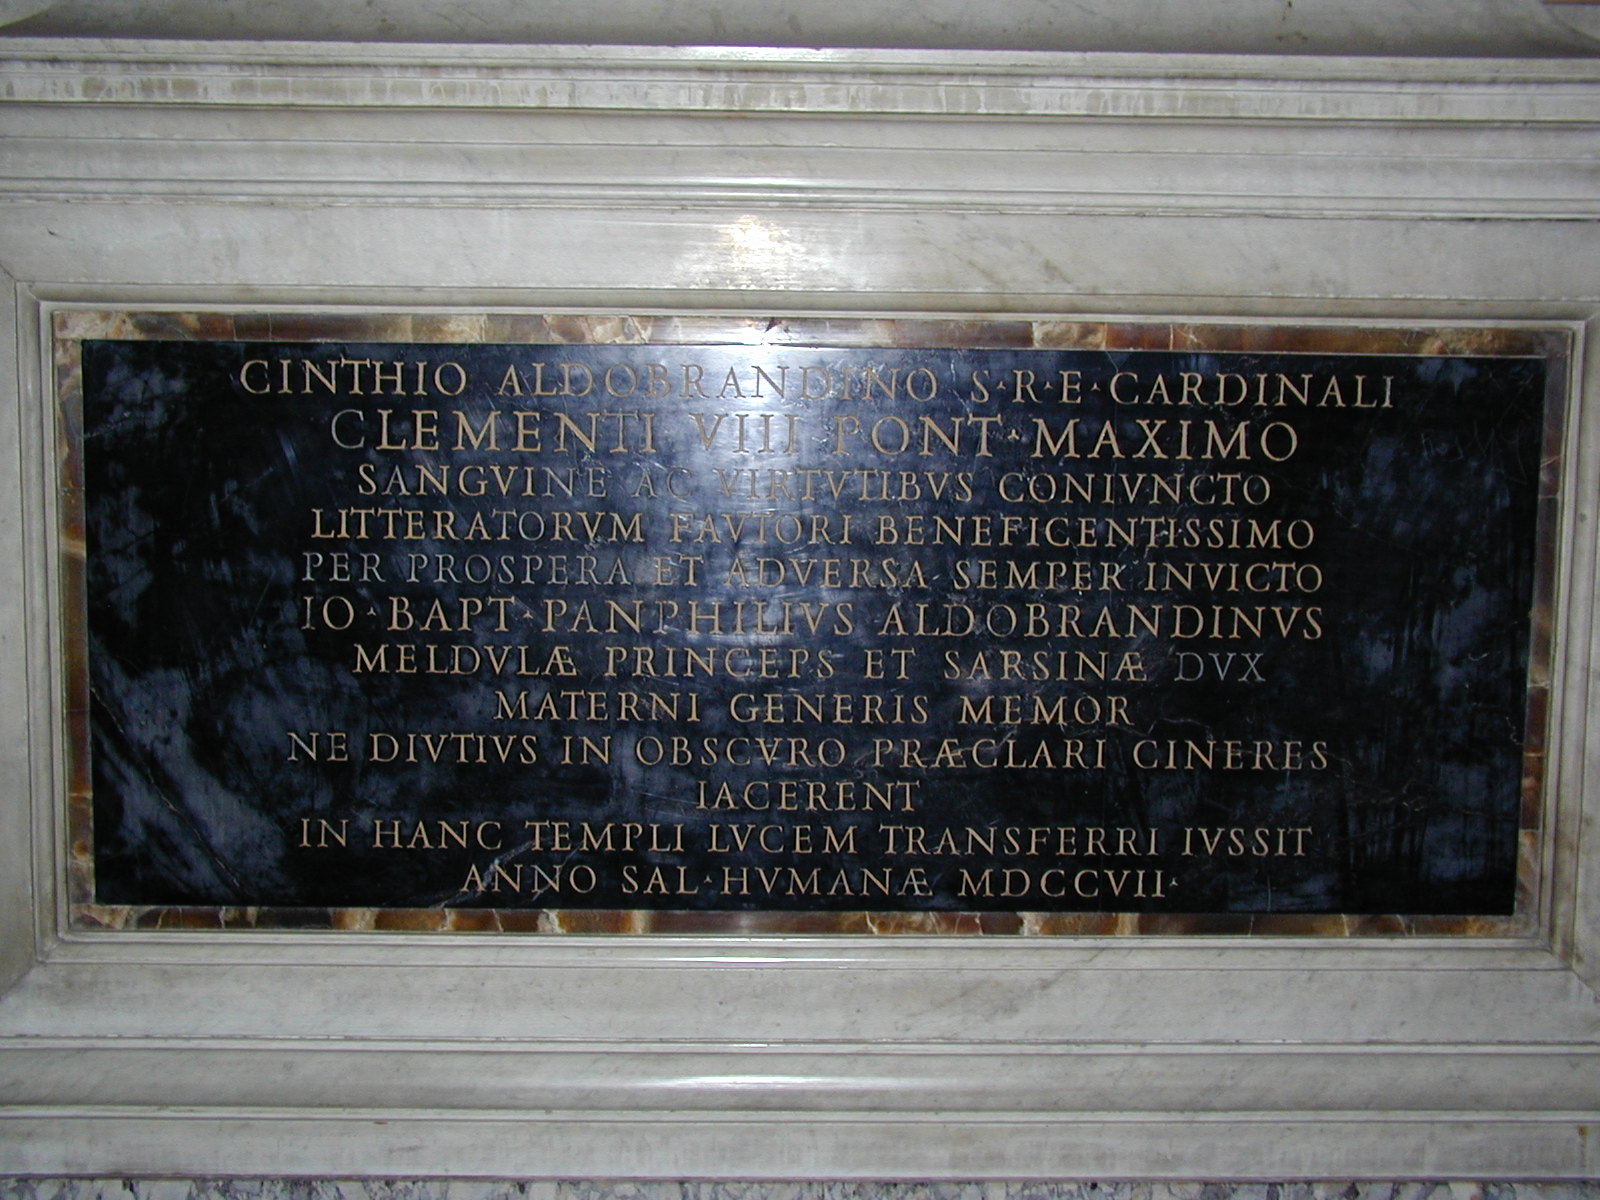 CINTHIO ALDOBRANDINO S·R·E·CARDINALI
CLEMENTI VIII PONT·MAXIMO
SANGVINE AC VIRTVTIBVS CONIVNCTO
LITTERATORVM FAVTORI BENEFICENTISSIMO
PER PROSPERA ET ADVERSA SEMPER INVICTO
IO·BAPT·PANPHILIVS ALDOBRANDINVS
MELDVLÆ PRINCEPS ET SARSINÆ DVX
MATERNI GENERIS MEMOR
NE DIVTIVS IN OBSCVRO PRÆCLARI CINERES
IACERENT
IN HANC TEMPLI LVCEM TRANSFERRI IVSSIT
ANNO SAL·HVMANÆ MDCCVII·